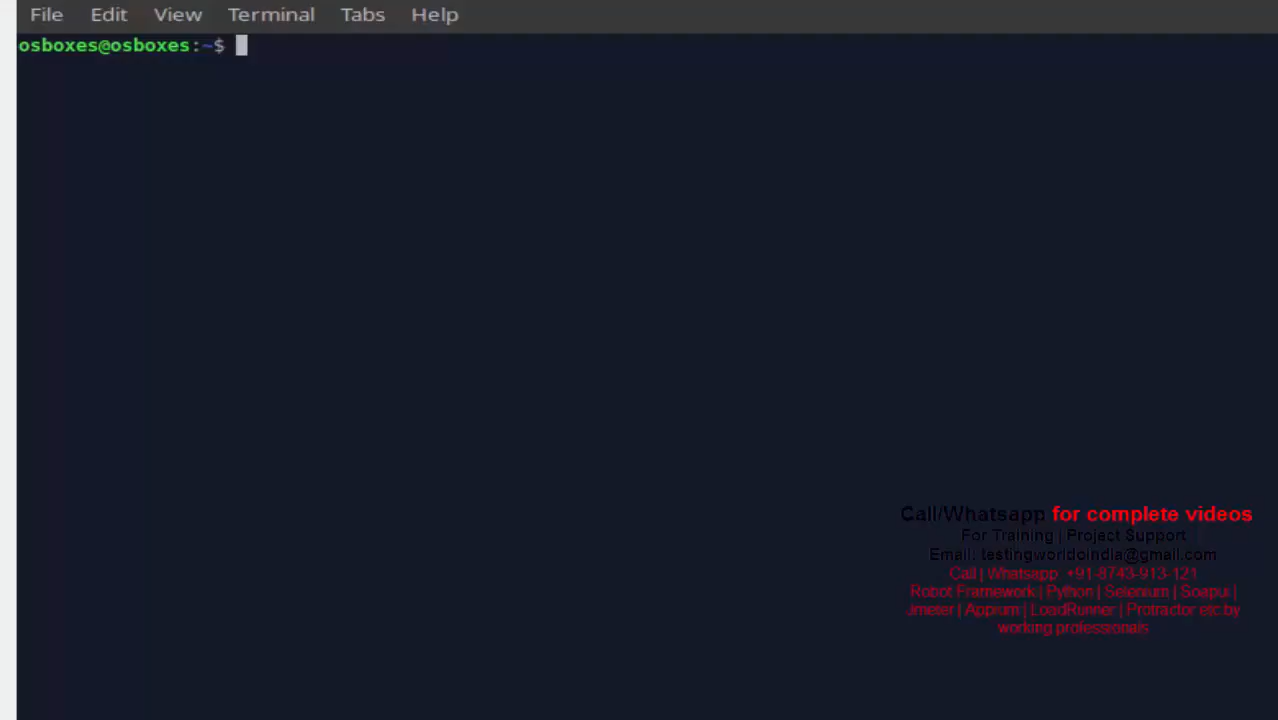 File Edit View Terminal Tabs Help
osboxes@osboxes:~$
Call/Whatsapp for complete videos
For Training | Project Support
Email: testingworldoindia@gmail.com
Call | Whatsapp: +91-8743-913-121
Robot Framework | Python | Selenium | Soapui |
Jmeter | Appium | LoadRunner | Protractor etc by
working professionals